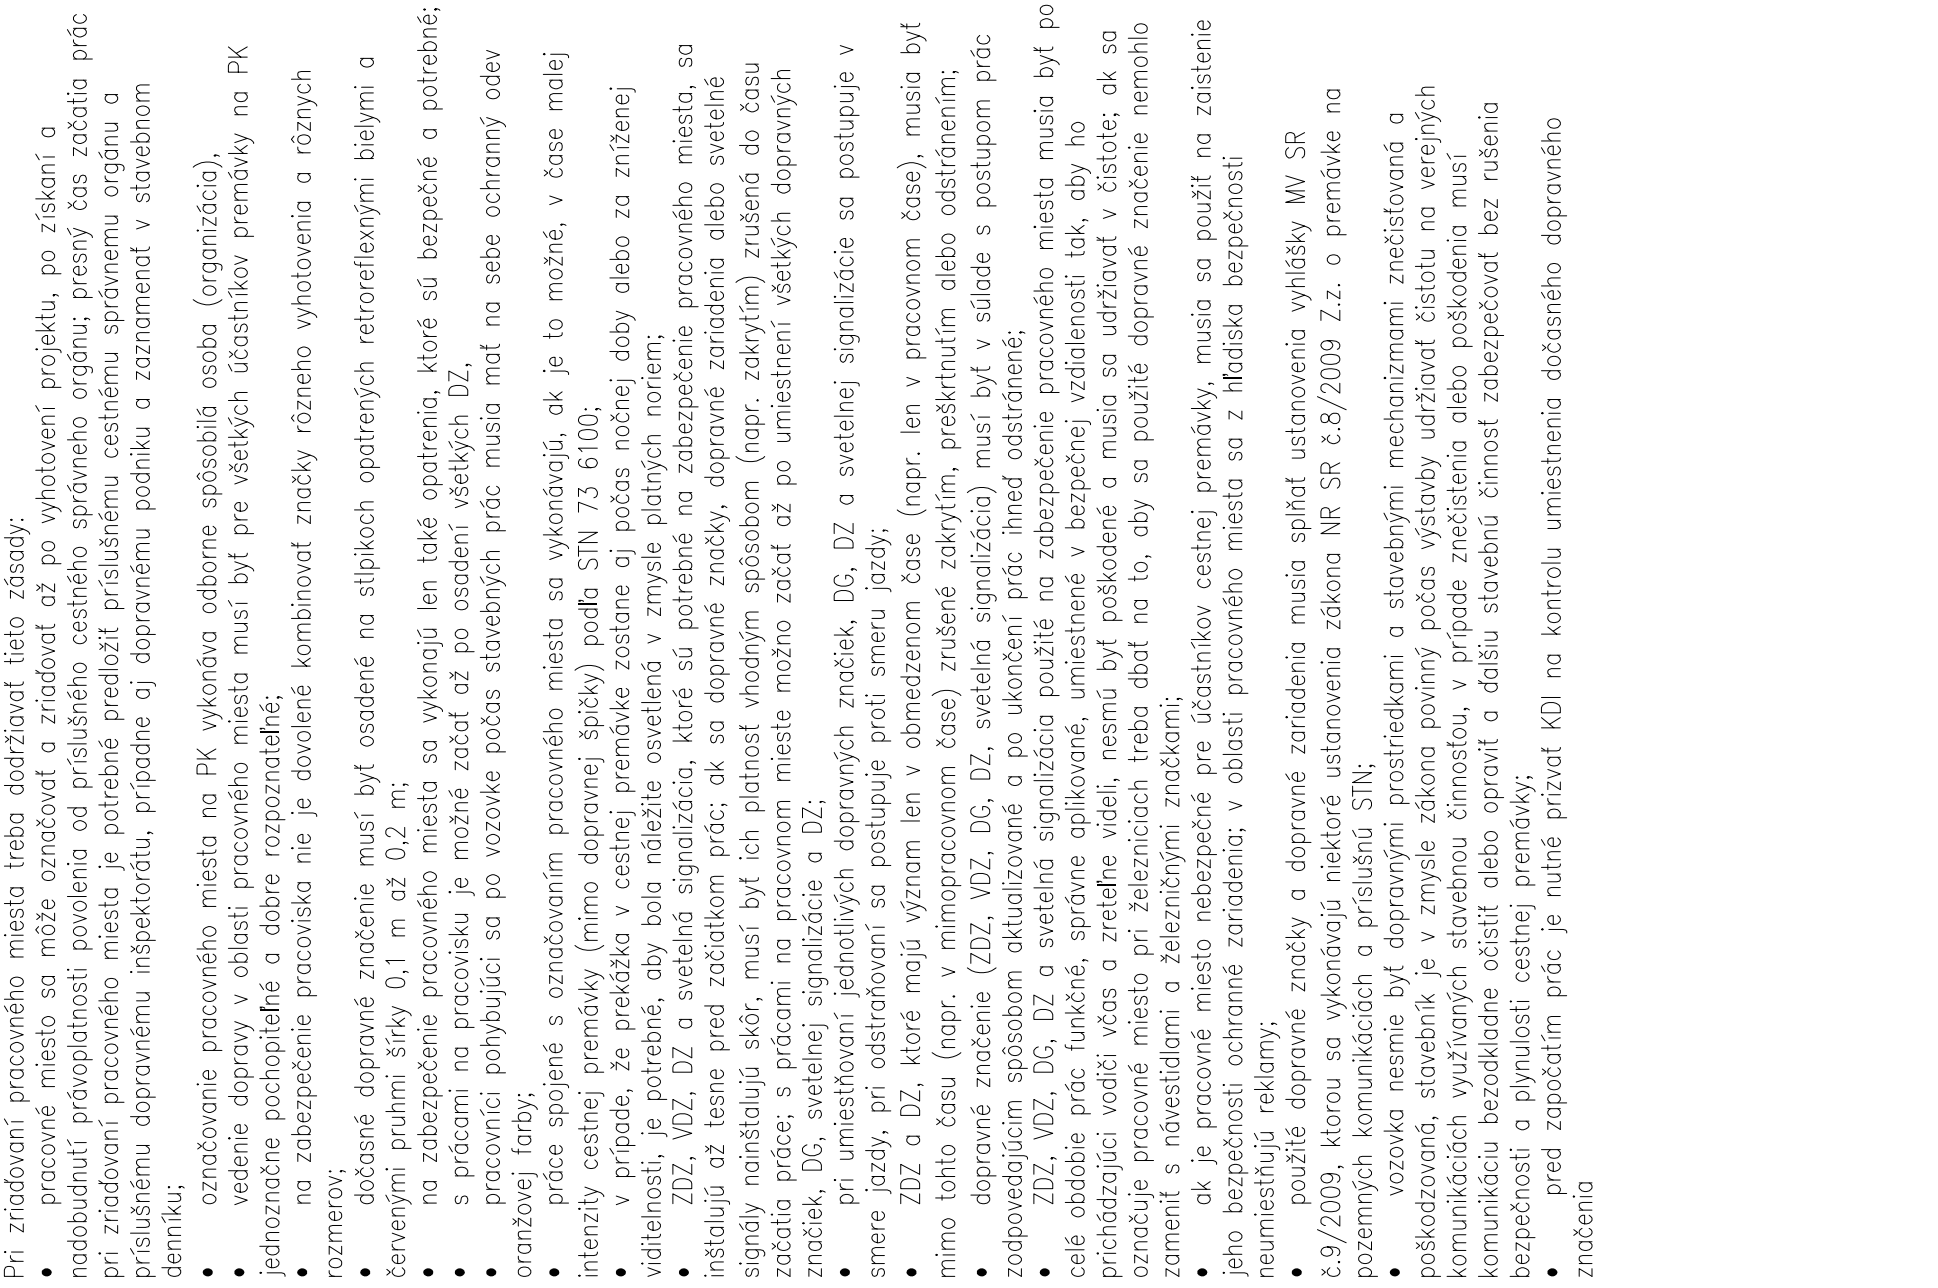 Pri zriaďovaní pracovného miesta treba dodržiavať tieto zásady:
• pracovné miesto sa môže označovať a zriaďovať až po vyhotovení projektu, po získaní a
nadobudnutí právoplatnosti povolenia od príslušného cestného správneho orgánu; presný čas začatia prác
pri zriaďovaní pracovného miesta je potrebné predložiť príslušnému cestnému správnemu orgánu a
príslušnému dopravnému inšpektorátu, prípadne aj dopravnému podniku a zaznamenať v stavebnom
denníku;
• označovanie pracovného miesta na PK vykonáva odborne spôsobilá osoba (organizácia),
• vedenie dopravy v oblasti pracovného miesta musí byť pre všetkých účastníkov premávky na PK
jednoznačne pochopiteľné a dobre rozpoznateľné;
• na zabezpečenie pracoviska nie je dovolené kombinovať značky rôzneho vyhotovenia a rôznych
rozmerov;
• dočasné dopravné značenie musí byť osadené na stĺpikoch opatrených retroreflexnými bielymi a
červenými pruhmi šírky 0,1 m až 0,2 m;
• na zabezpečenie pracovného miesta sa vykonajú len také opatrenia, ktoré sú bezpečné a potrebné;
• s prácami na pracovisku je možné začať až po osadení všetkých DZ,
• pracovníci pohybujúci sa po vozovke počas stavebných prác musia mať na sebe ochranný odev
oranžovej farby;
• práce spojené s označovaním pracovného miesta sa vykonávajú, ak je to možné, v čase malej
intenzity cestnej premávky (mimo dopravnej špičky) podľa STN 73 6100;
• v prípade, že prekážka v cestnej premávke zostane aj počas nočnej doby alebo za zníženej
viditelnosti, je potrebné, aby bola náležite osvetlená v zmysle platných noriem;
• ZDZ, VDZ, DZ a svetelná signalizácia, ktoré sú potrebné na zabezpečenie pracovného miesta, sa
inštalujú až tesne pred začiatkom prác; ak sa dopravné značky, dopravné zariadenia alebo svetelné
signály nainštalujú skôr, musí byť ich platnosť vhodným spôsobom (napr. zakrytím) zrušená do času
začatia práce; s prácami na pracovnom mieste možno začať až po umiestnení všetkých dopravných
značiek, DG, svetelnej signalizácie a DZ;
• pri umiestňovaní jednotlivých dopravných značiek, DG, DZ a svetelnej signalizácie sa postupuje v
smere jazdy, pri odstraňovaní sa postupuje proti smeru jazdy;
• ZDZ a DZ, ktoré majú význam len v obmedzenom čase (napr. len v pracovnom čase), musia byť
mimo tohto času (napr. v mimopracovnom čase) zrušené zakrytím, preškrtnutím alebo odstránením;
• dopravné značenie (ZDZ, VDZ, DG, DZ, svetelná signalizácia) musí byť v súlade s postupom prác
zodpovedajúcim spôsobom aktualizované a po ukončení prác ihneď odstránené;
• ZDZ, VDZ, DG, DZ a svetelná signalizácia použité na zabezpečenie pracovného miesta musia byť po
celé obdobie prác funkčné, správne aplikované, umiestnené v bezpečnej vzdialenosti tak, aby ho
prichádzajúci vodiči včas a zreteľne videli, nesmú byť poškodené a musia sa udržiavať v čistote; ak sa
označuje pracovné miesto pri železniciach treba dbať na to, aby sa použité dopravné značenie nemohlo
zameniť s návestidlami a železničnými značkami;
• ak je pracovné miesto nebezpečné pre účastníkov cestnej premávky, musia sa použiť na zaistenie
jeho bezpečnosti ochranné zariadenia; v oblasti pracovného miesta sa z hľadiska bezpečnosti
neumiestňujú reklamy;
• použité dopravné značky a dopravné zariadenia musia spĺňať ustanovenia vyhlášky MV SR
č.9/2009, ktorou sa vykonávajú niektoré ustanovenia zákona NR SR č.8/2009 Z.z. o premávke na
pozemných komunikáciách a príslušnú STN;
• vozovka nesmie byť dopravnými prostriedkami a stavebnými mechanizmami znečisťovaná a
poškodzovaná, stavebník je v zmysle zákona povinný počas výstavby udržiavať čistotu na verejných
komunikáciách využívaných stavebnou činnosťou, v prípade znečistenia alebo poškodenia musí
komunikáciu bezodkladne očistiť alebo opraviť a ďalšiu stavebnú činnosť zabezpečovať bez rušenia
bezpečnosti a plynulosti cestnej premávky;
• pred započatím prác je nutné prizvať KDI na kontrolu umiestnenia dočasného dopravného
značenia